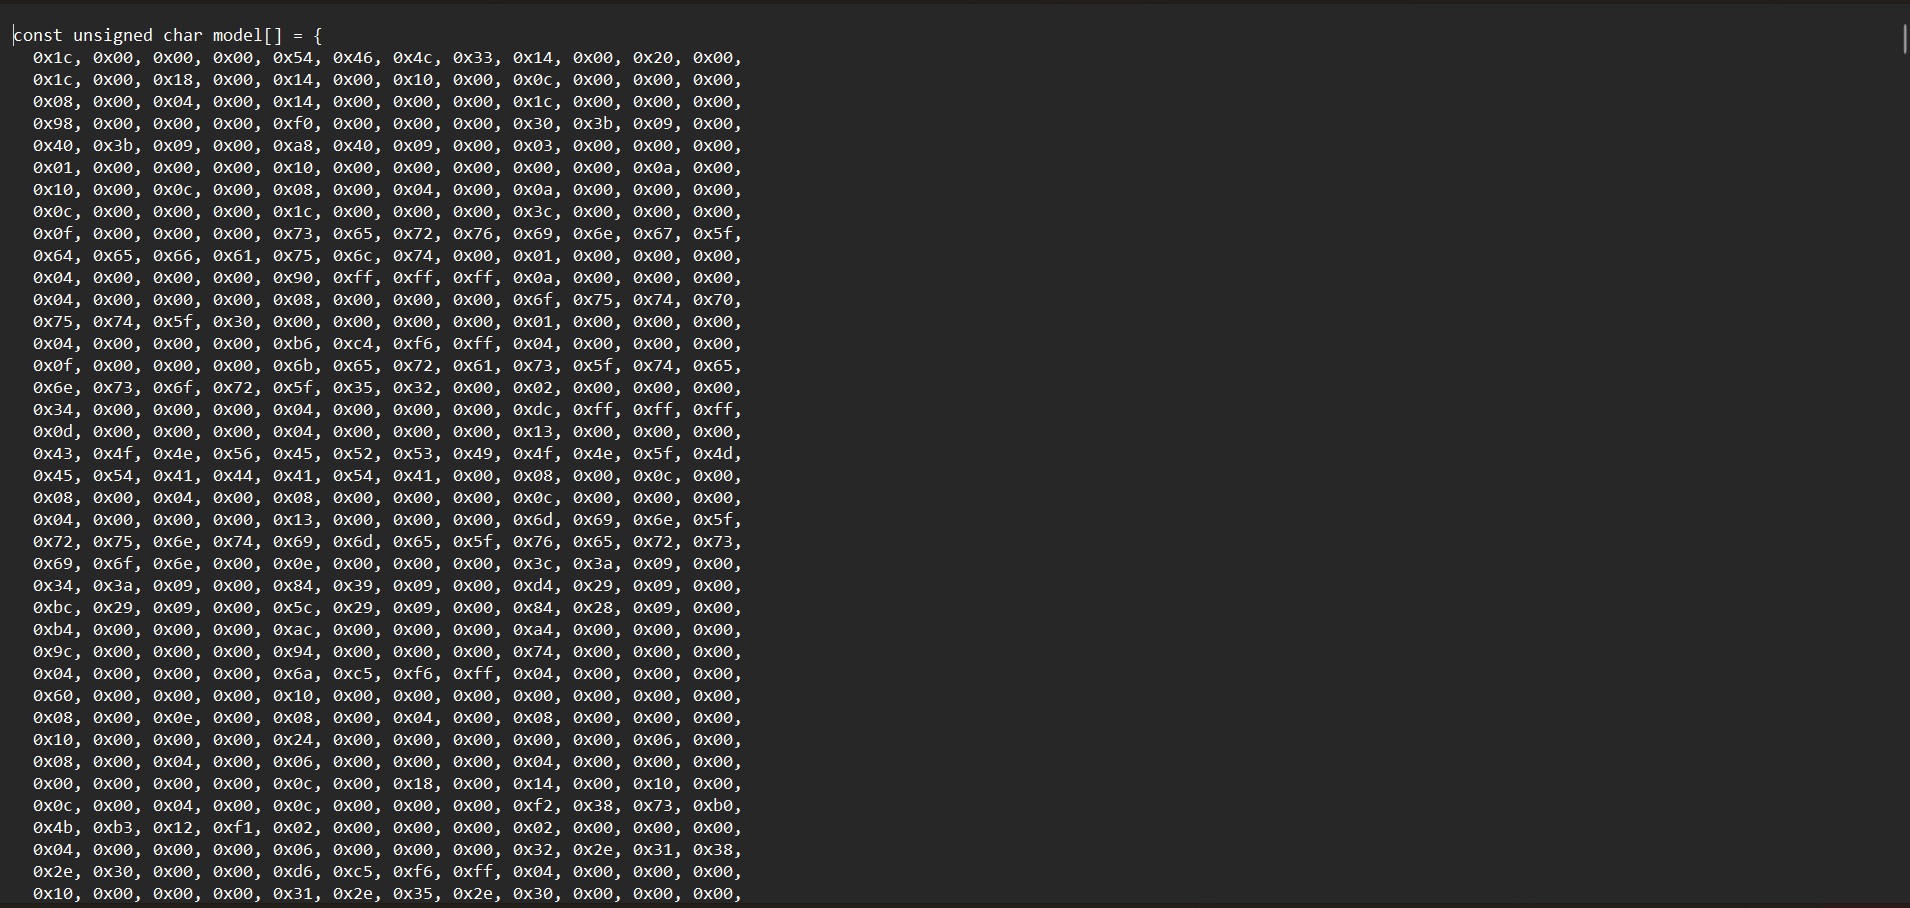 const unsigned char model[] = {
0x1c, 0x00, 0x00, 0x00, 0x54, 0x46, 0x4c, 0x33, 0x14, 0x00, 0x20, 0x00,
0x1c, 0x00, 0x18, 0x00, 0x14, 0x00, 0x10, 0x00, 0x0c, 0x00, 0x00, 0x00,
0x08, 0x00, 0x04, 0x00, 0x14, 0x00, 0x00, 0x00, 0x1c, 0x00, 0x00, 0x00,
0x98, 0x00, 0x00, 0x00, 0xf0, 0x00, 0x00, 0x00, 0x30, 0x3b, 0x09, 0x00,
0x40, 0x3b, 0x09, 0x00, 0xa8, 0x40, 0x09, 0x00, 0x03, 0x00, 0x00, 0x00,
0x01, 0x00, 0x00, 0x00, 0x10, 0x00, 0x00, 0x00, 0x00, 0x00, 0x0a, 0x00,
0x10, 0x00, 0x0c, 0x00, 0x08, 0x00, 0x04, 0x00, 0x0a, 0x00, 0x00, 0x00,
0x0c, 0x00, 0x00, 0x00, 0x1c, 0x00, 0x00, 0x00, 0x3c, 0x00, 0x00, 0x00,
0x0f, 0x00, 0x00, 0x00, 0x73, 0x65, 0x72, 0x76, 0x69, 0x6e, 0x67, 0x5f,
0x64, 0x65, 0x66, 0x61, 0x75, 0x6c, 0x74, 0x00, 0x01, 0x00, 0x00, 0x00,
0x04, 0x00, 0x00, 0x00, 0x90, 0xff, 0xff, 0xff, 0x0a, 0x00, 0x00, 0x00,
0x04, 0x00, 0x00, 0x00, 0x08, 0x00, 0x00, 0x00, 0x6f, 0x75, 0x74, 0x70,
0x75, 0x74, 0x5f, 0x30, 0x00, 0x00, 0x00, 0x00, 0x01, 0x00, 0x00, 0x00,
0x04, 0x00, 0x00, 0x00, 0xb6, 0xc4, 0xf6, 0xff, 0x04, 0x00, 0x00, 0x00,
0x0f, 0x00, 0x00, 0x00, 0x6b, 0x65, 0x72, 0x61, 0x73, 0x5f, 0x74, 0x65,
0x6e, 0x73, 0x6f, 0x72, 0x5f, 0x35, 0x32, 0x00, 0x02, 0x00, 0x00, 0x00,
0x34, 0x00, 0x00, 0x00, 0x04, 0x00, 0x00, 0x00, 0xdc, 0xff, 0xff, 0xff,
0x0d, 0x00, 0x00, 0x00, 0x04, 0x00, 0x00, 0x00, 0x13, 0x00, 0x00, 0x00,
0x43, 0x4f, 0x4e, 0x56, 0x45, 0x52, 0x53, 0x49, 0x4f, 0x4e, 0x5f, 0x4d,
0x45, 0x54, 0x41, 0x44, 0x41, 0x54, 0x41, 0x00, 0x08, 0x00, 0x0c, 0x00,
0x08, 0x00, 0x04, 0x00, 0x08, 0x00, 0x00, 0x00, 0x0c, 0x00, 0x00, 0x00,
0x04, 0x00, 0x00, 0x00, 0x13, 0x00, 0x00, 0x00, 0x6d, 0x69, 0x6e, 0x5f,
0x72, 0x75, 0x6e, 0x74, 0x69, 0x6d, 0x65, 0x5f, 0x76, 0x65, 0x72, 0x73,
0x69, 0x6f, 0x6e, 0x00, 0x0e, 0x00, 0x00, 0x00, 0x3c, 0x3a, 0x09, 0x00,
0x34, 0x3a, 0x09, 0x00, 0x84, 0x39, 0x09, 0x00, 0xd4, 0x29, 0x09, 0x00,
0xbc, 0x29, 0x09, 0x00, 0x5c, 0x29, 0x09, 0x00, 0x84, 0x28, 0x09, 0x00,
0xb4, 0x00, 0x00, 0x00, 0xac, 0x00, 0x00, 0x00, 0xa4, 0x00, 0x00, 0x00,
0x9c, 0x00, 0x00, 0x00, 0x94, 0x00, 0x00, 0x00, 0x74, 0x00, 0x00, 0x00,
0x04, 0x00, 0x00, 0x00, 0x6a, 0xc5, 0xf6, 0xff, 0x04, 0x00, 0x00, 0x00,
0x60, 0x00, 0x00, 0x00, 0x10, 0x00, 0x00, 0x00, 0x00, 0x00, 0x00, 0x00,
0x08, 0x00, 0x0e, 0x00, 0x08, 0x00, 0x04, 0x00, 0x08, 0x00, 0x00, 0x00,
0x10, 0x00, 0x00, 0x00, 0x24, 0x00, 0x00, 0x00, 0x00, 0x00, 0x06, 0x00,
0x08, 0x00, 0x04, 0x00, 0x06, 0x00, 0x00, 0x00, 0x04, 0x00, 0x00, 0x00,
0x00, 0x00, 0x00, 0x00, 0x0c, 0x00, 0x18, 0x00, 0x14, 0x00, 0x10, 0x00,
0x0c, 0x00, 0x04, 0x00, 0x0c, 0x00, 0x00, 0x00, 0xf2, 0x38, 0x73, 0xb0,
0x4b, 0xb3, 0x12, 0xf1, 0x02, 0x00, 0x00, 0x00, 0x02, 0x00, 0x00, 0x00,
0x04, 0x00, 0x00, 0x00, 0x06, 0x00, 0x00, 0x00, 0x32, 0x2e, 0x31, 0x38,
0x2e, 0x30, 0x00, 0x00, 0xd6, 0xc5, 0xf6, 0xff, 0x04, 0x00, 0x00, 0x00,
0x10, 0x00, 0x00, 0x00, 0x31, 0x2e, 0x35, 0x2e, 0x30, 0x00, 0x00, 0x00,